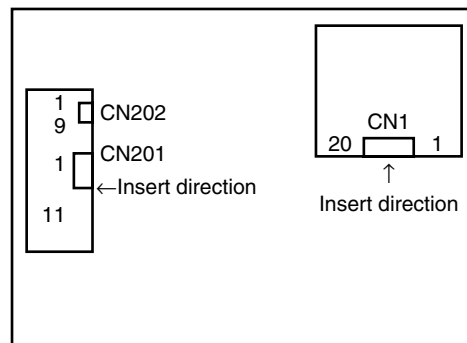 1
9
CN202
1
CN201
←Insert direction
11
CN1
20
1
↑
Insert direction